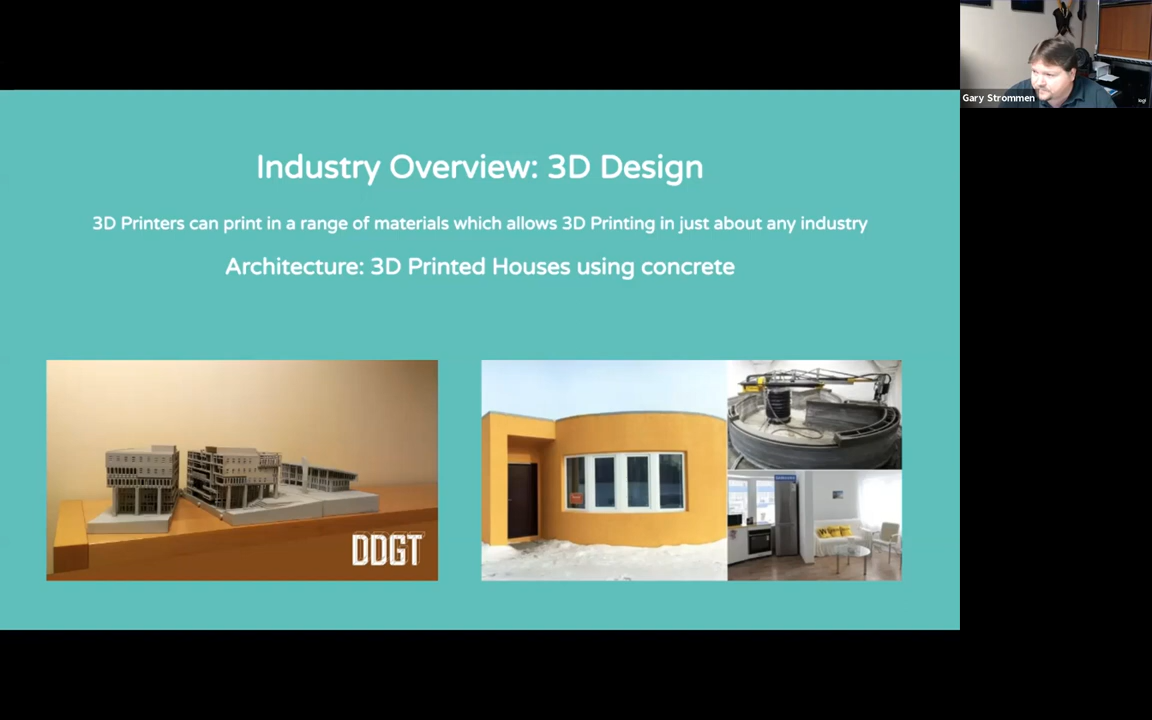 Gary Strommen
Industry Overview: 3D Design
3D Printers can print in a range of materials which allows 3D Printing in just about any industry
Architecture: 3D Printed Houses using concrete
DDGT
logi